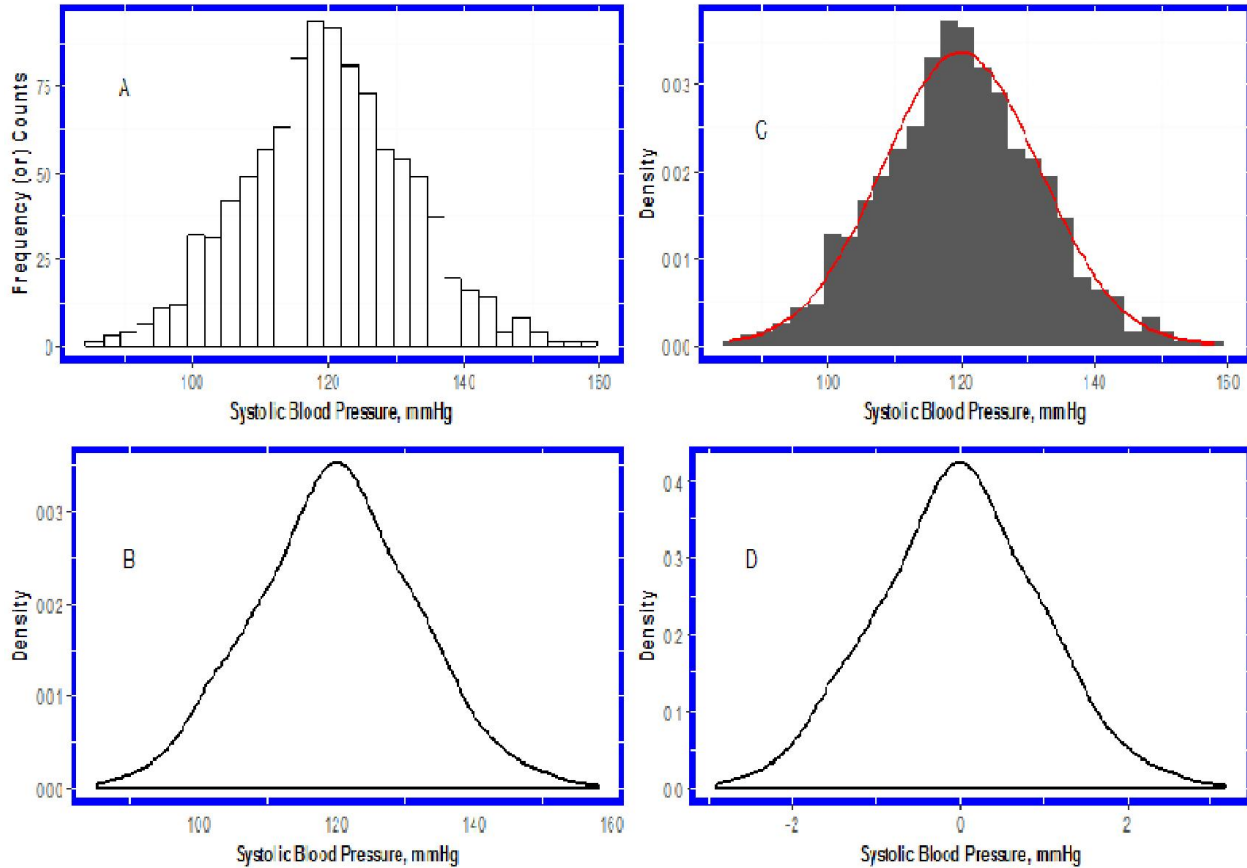 A
Frequency (or) Counts
75
50
25
0
100 120 140 160
Systolic Blood Pressure, mmHg
C
Density
0.03
0.02
0.01
0.00
100 120 140 160
Systolic Blood Pressure, mmHg
B
Density
0.03
0.02
0.01
0.00
100 120 140 160
Systolic Blood Pressure, mmHg
D
Density
0.4
0.3
0.2
0.1
0.0
-2 0 2
Systolic Blood Pressure, mmHg